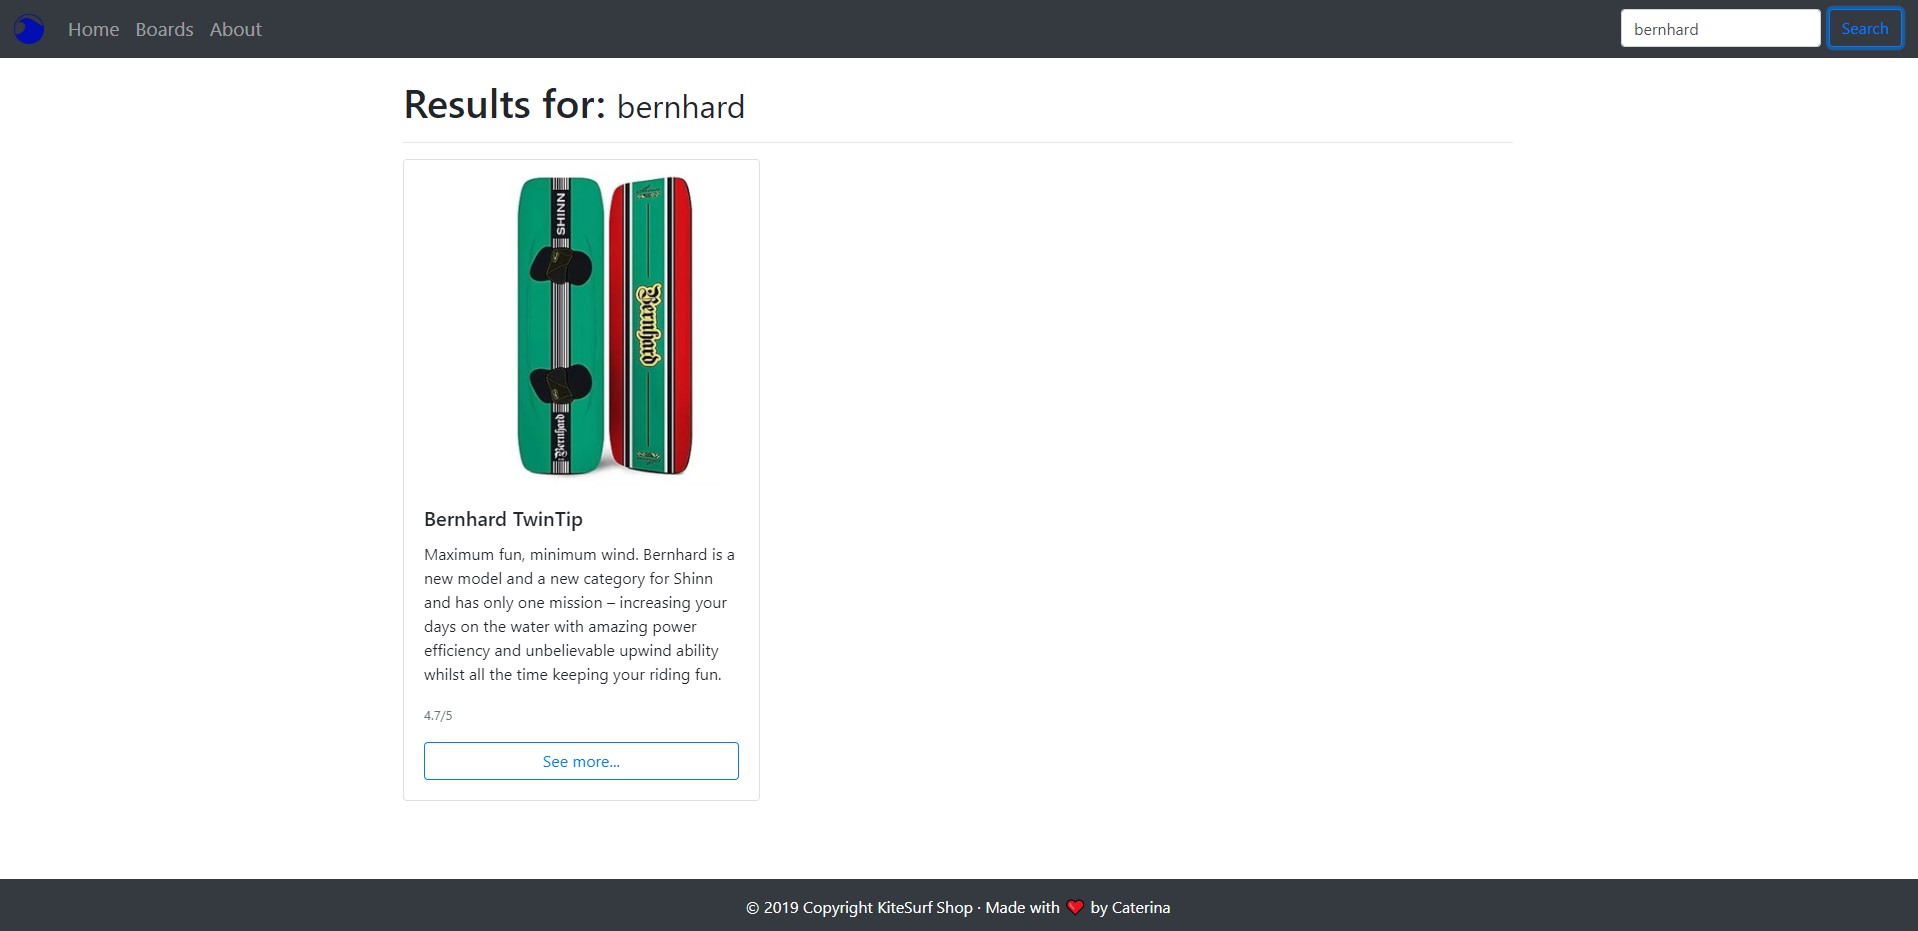 Home Boards About bernhard Search
Results for: bernhard
SHINN
Bernhard
Bernhard
Bernhard TwinTip
Maximum fun, minimum wind. Bernhard is a
new model and a new category for Shinn
and has only one mission – increasing your
days on the water with amazing power
efficiency and unbelievable upwind ability
whilst all the time keeping your riding fun.
4.7/5
See more...
© 2019 Copyright KiteSurf Shop · Made with ❤ by Caterina